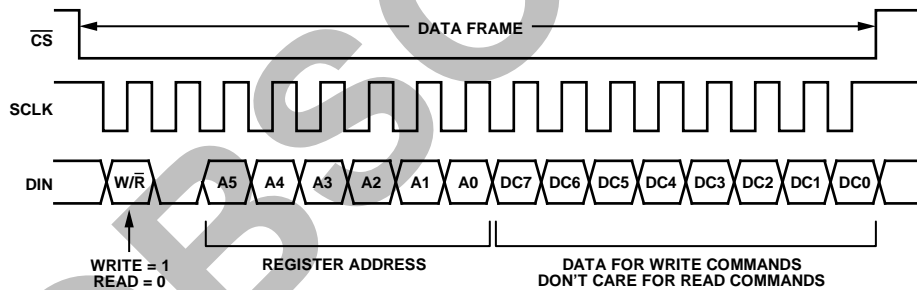 DATA FRAME
CS
SCLK
DIN W/R A5 A4 A3 A2 A1 A0 DC7 DC6 DC5 DC4 DC3 DC2 DC1 DC0
WRITE = 1
READ = 0
REGISTER ADDRESS
DATA FOR WRITE COMMANDS
DON'T CARE FOR READ COMMANDS